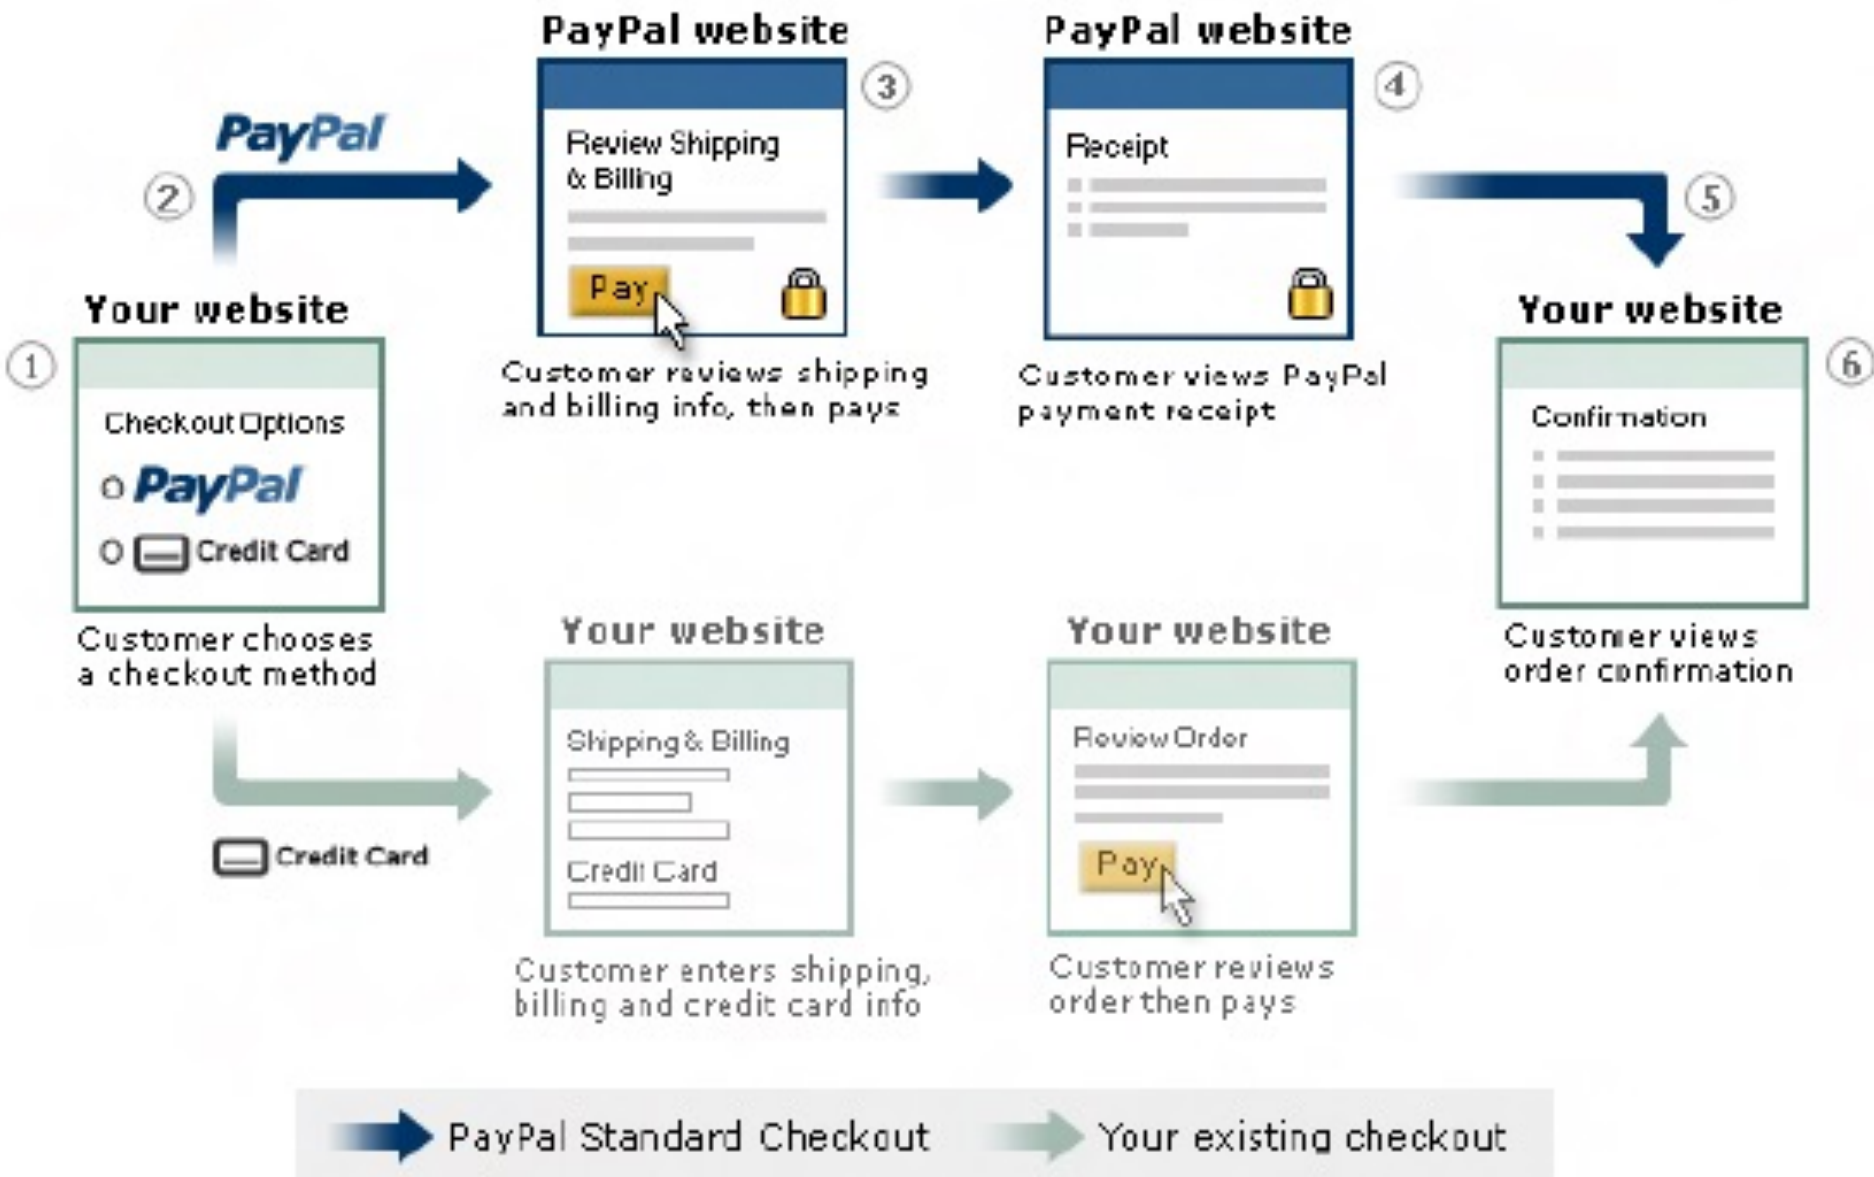 PayPal website
PayPal website
3
4
PayPal
Review Shipping
& Billing
Receipt
2
5
Pay
Your website
Your website
1
6
Customer reviews shipping
and billing info, then pays
Customer views PayPal
payment receipt
Checkout Options
PayPal
Credit Card
Confirmation
Customer chooses
a checkout method
Your website
Your website
Customer views
order confirmation
Shipping & Billing
Review Order
Credit Card
Credit Card
Pay
Customer enters shipping,
billing and credit card info
Customer reviews
order then pays
PayPal Standard Checkout
Your existing checkout